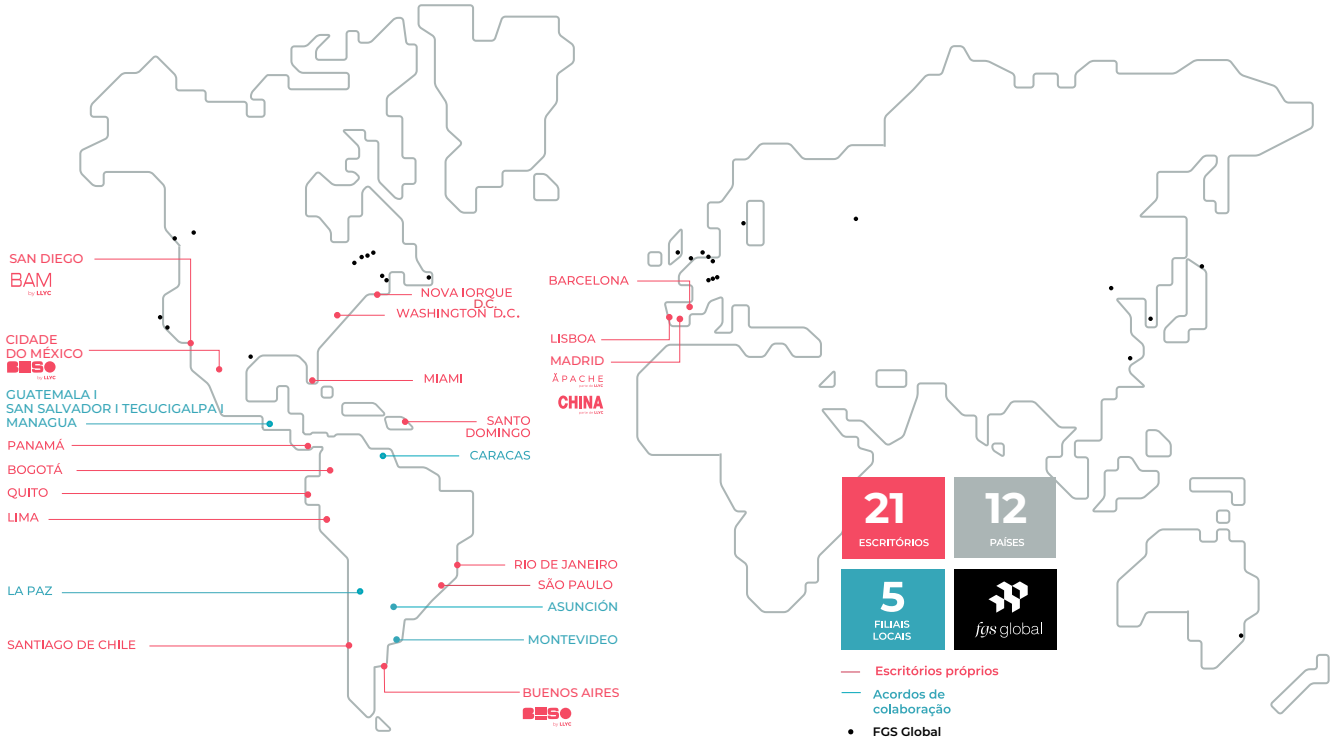 SAN DIEGO
BAM
by LLYC
CIDADE
DO MÉXICO
BESO
by LLYC
GUATEMALA I
SAN SALVADOR I TEGUCIGALPA I
MANAGUA
PANAMÁ
BOGOTÁ
QUITO
LIMA
LA PAZ
SANTIAGO DE CHILE
NOVA IORQUE
D.C.
WASHINGTON D.C.
MIAMI
SANTO
DOMINGO
CARACAS
RIO DE JANEIRO
SÃO PAULO
ASUNCIÓN
MONTEVIDEO
BUENOS AIRES
BESO
by LLYC
BARCELONA
LISBOA
MADRID
APACHE
CHINA
21
ESCRITÓRIOS
12
PAÍSES
5
FILIAIS
LOCAIS
fgs global
Escritórios próprios
Acordos de
colaboração
FGS Global